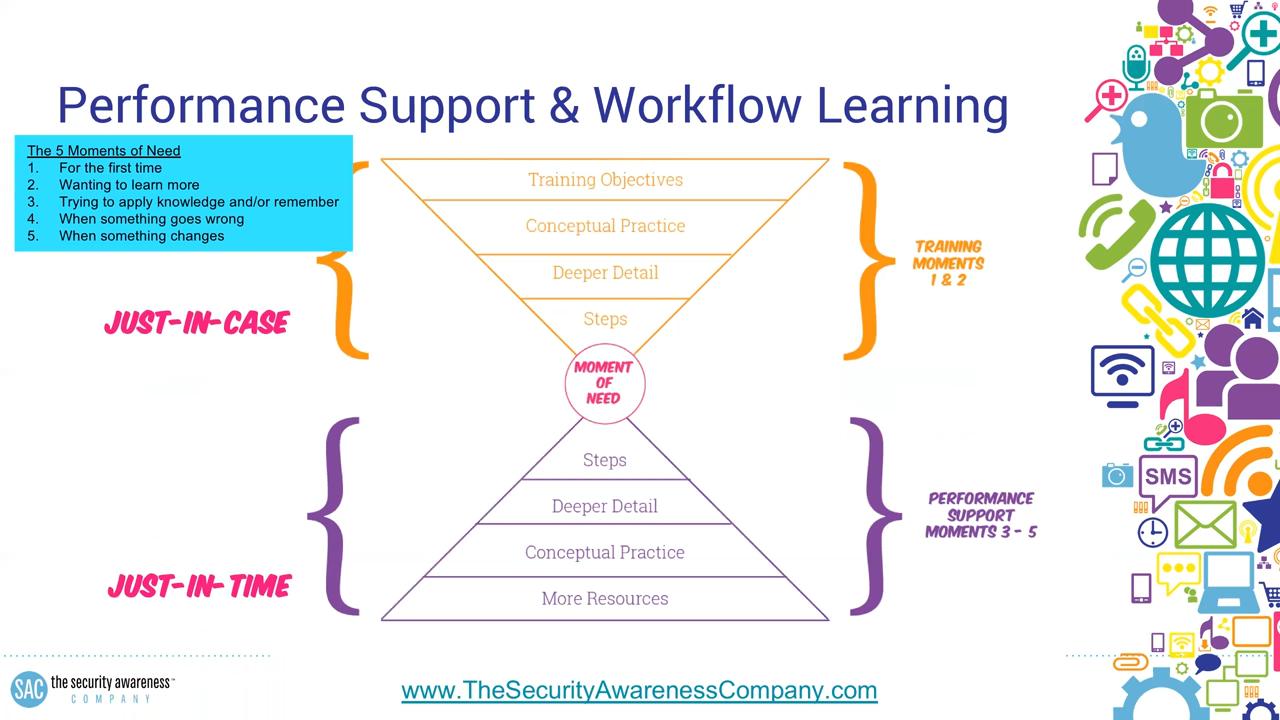 Performance Support & Workflow Learning
The 5 Moments of Need
1. For the first time
2. Wanting to learn more
3. Trying to apply knowledge and/or remember
4. When something goes wrong
5. When something changes
Training Objectives
Conceptual Practice
Deeper Detail
Steps
TRAINING
MOMENTS
1 & 2
JUST-IN-CASE
MOMENT
OF
NEED
Steps
Deeper Detail
Conceptual Practice
More Resources
PERFORMANCE
SUPPORT
MOMENTS 3 - 5
JUST-IN-TIME
SMS
SAC the security awareness™
COMPANY
www.TheSecurityAwarenessCompany.com